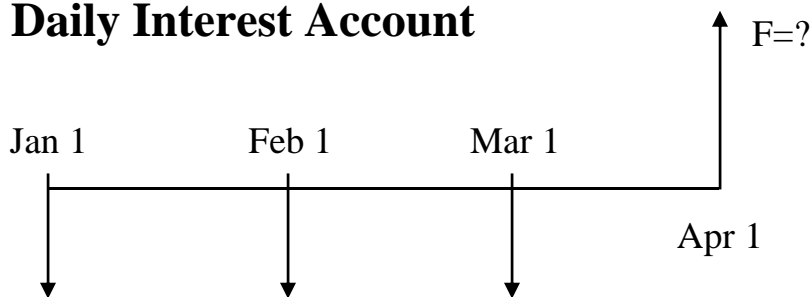 Daily Interest Account
F=?
Jan 1
Feb 1
Mar 1
Apr 1